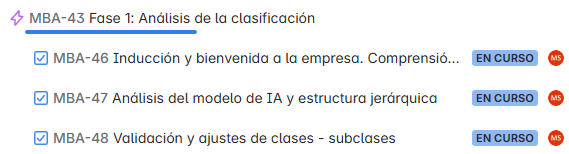 MBA-43 Fase 1: Análisis de la clasificación
MBA-46 Inducción y bienvenida a la empresa. Comprensió... EN CURSO MS
MBA-47 Análisis del modelo de IA y estructura jerárquica EN CURSO MS
MBA-48 Validación y ajustes de clases - subclases EN CURSO MS